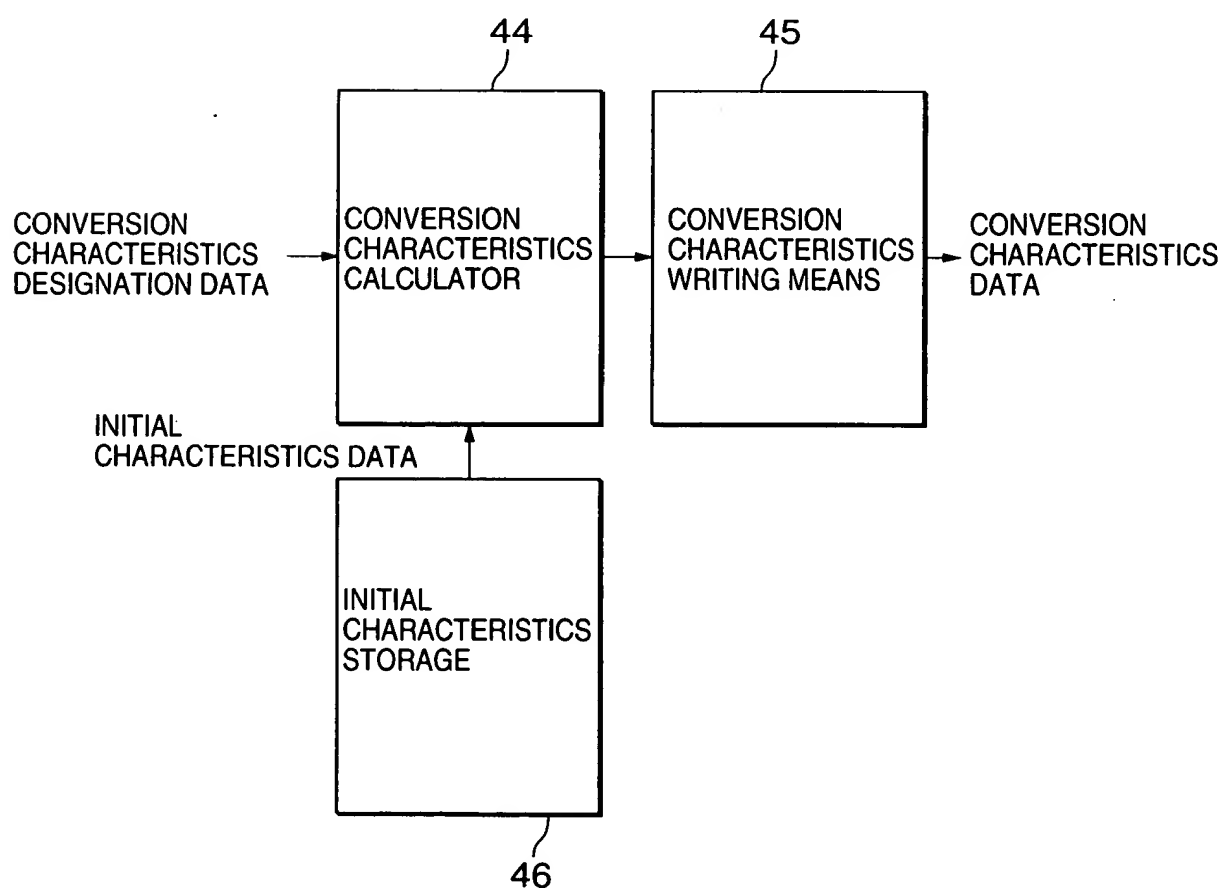 44
45
CONVERSION
CHARACTERISTICS
DESIGNATION DATA
CONVERSION
CHARACTERISTICS
CALCULATOR
CONVERSION
CHARACTERISTICS
WRITING MEANS
CONVERSION
CHARACTERISTICS
DATA
INITIAL
CHARACTERISTICS DATA
INITIAL
CHARACTERISTICS
STORAGE
46